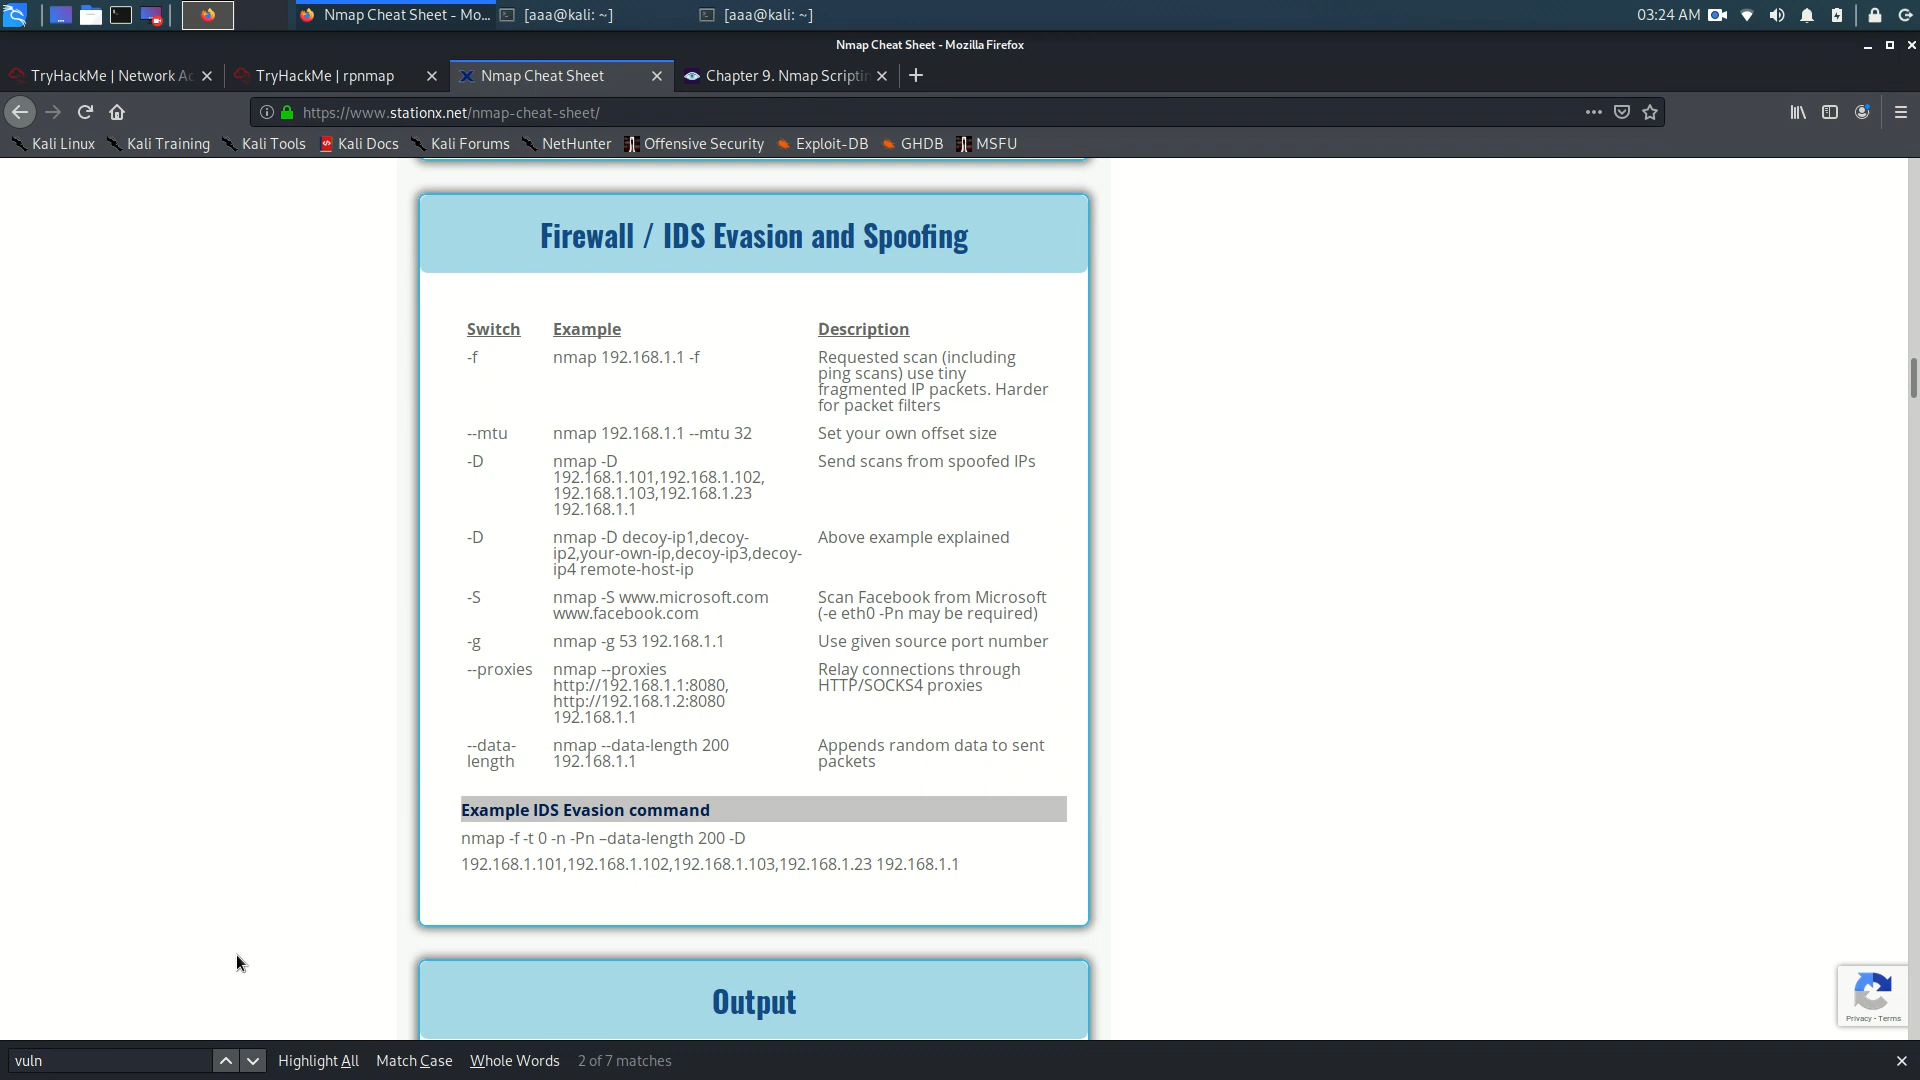 Nmap Cheat Sheet - Mo...
[aaa@kali: ~]
[aaa@kali: ~]
03:24 AM
Nmap Cheat Sheet - Mozilla Firefox
TryHackMe | Network Ac
TryHackMe | rpnmap
Nmap Cheat Sheet
Chapter 9. Nmap Scriptin
https://www.stationx.net/nmap-cheat-sheet/
Kali Linux
Kali Training
Kali Tools
Kali Docs
Kali Forums
NetHunter
Offensive Security
Exploit-DB
GHDB
MSFU
Firewall / IDS Evasion and Spoofing
Switch Example Description
-f nmap 192.168.1.1 -f Requested scan (including
ping scans) use tiny
fragmented IP packets. Harder
for packet filters
--mtu nmap 192.168.1.1 --mtu 32 Set your own offset size
-D nmap -D Send scans from spoofed IPs
192.168.1.101,192.168.1.102,
192.168.1.103,192.168.1.23
192.168.1.1
-D nmap -D decoy-ip1,decoy- Above example explained
ip2,your-own-ip,decoy-ip3,decoy-
ip4 remote-host-ip
-S nmap -S www.microsoft.com Scan Facebook from Microsoft
www.facebook.com (-e eth0 -Pn may be required)
-g nmap -g 53 192.168.1.1 Use given source port number
--proxies nmap --proxies Relay connections through
http://192.168.1.1:8080, HTTP/SOCKS4 proxies
http://192.168.1.2:8080
192.168.1.1
--data- nmap --data-length 200 Appends random data to sent
length 192.168.1.1 packets
Example IDS Evasion command
nmap -f -t 0 -n -Pn –data-length 200 -D
192.168.1.101,192.168.1.102,192.168.1.103,192.168.1.23 192.168.1.1
Output
Privacy - Terms
vuln
Highlight All
Match Case
Whole Words
2 of 7 matches